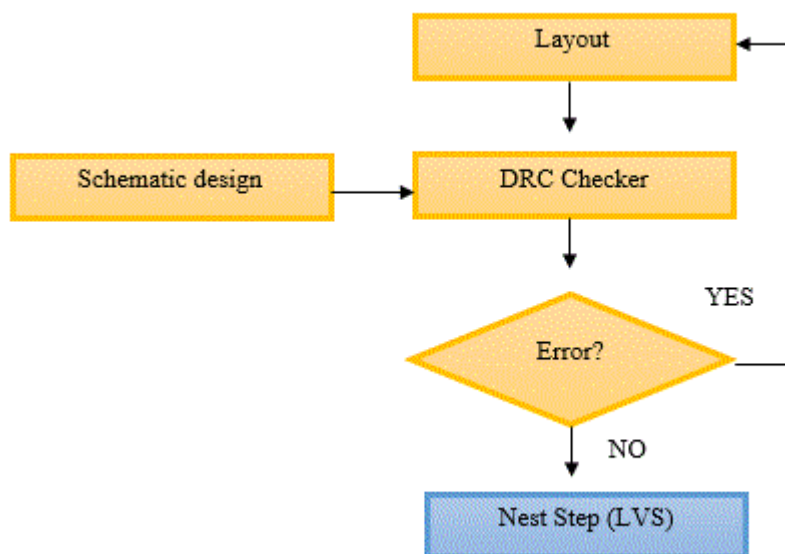 Layout
Schematic design
DRC Checker
YES
Error?
NO
Nest Step (LVS)